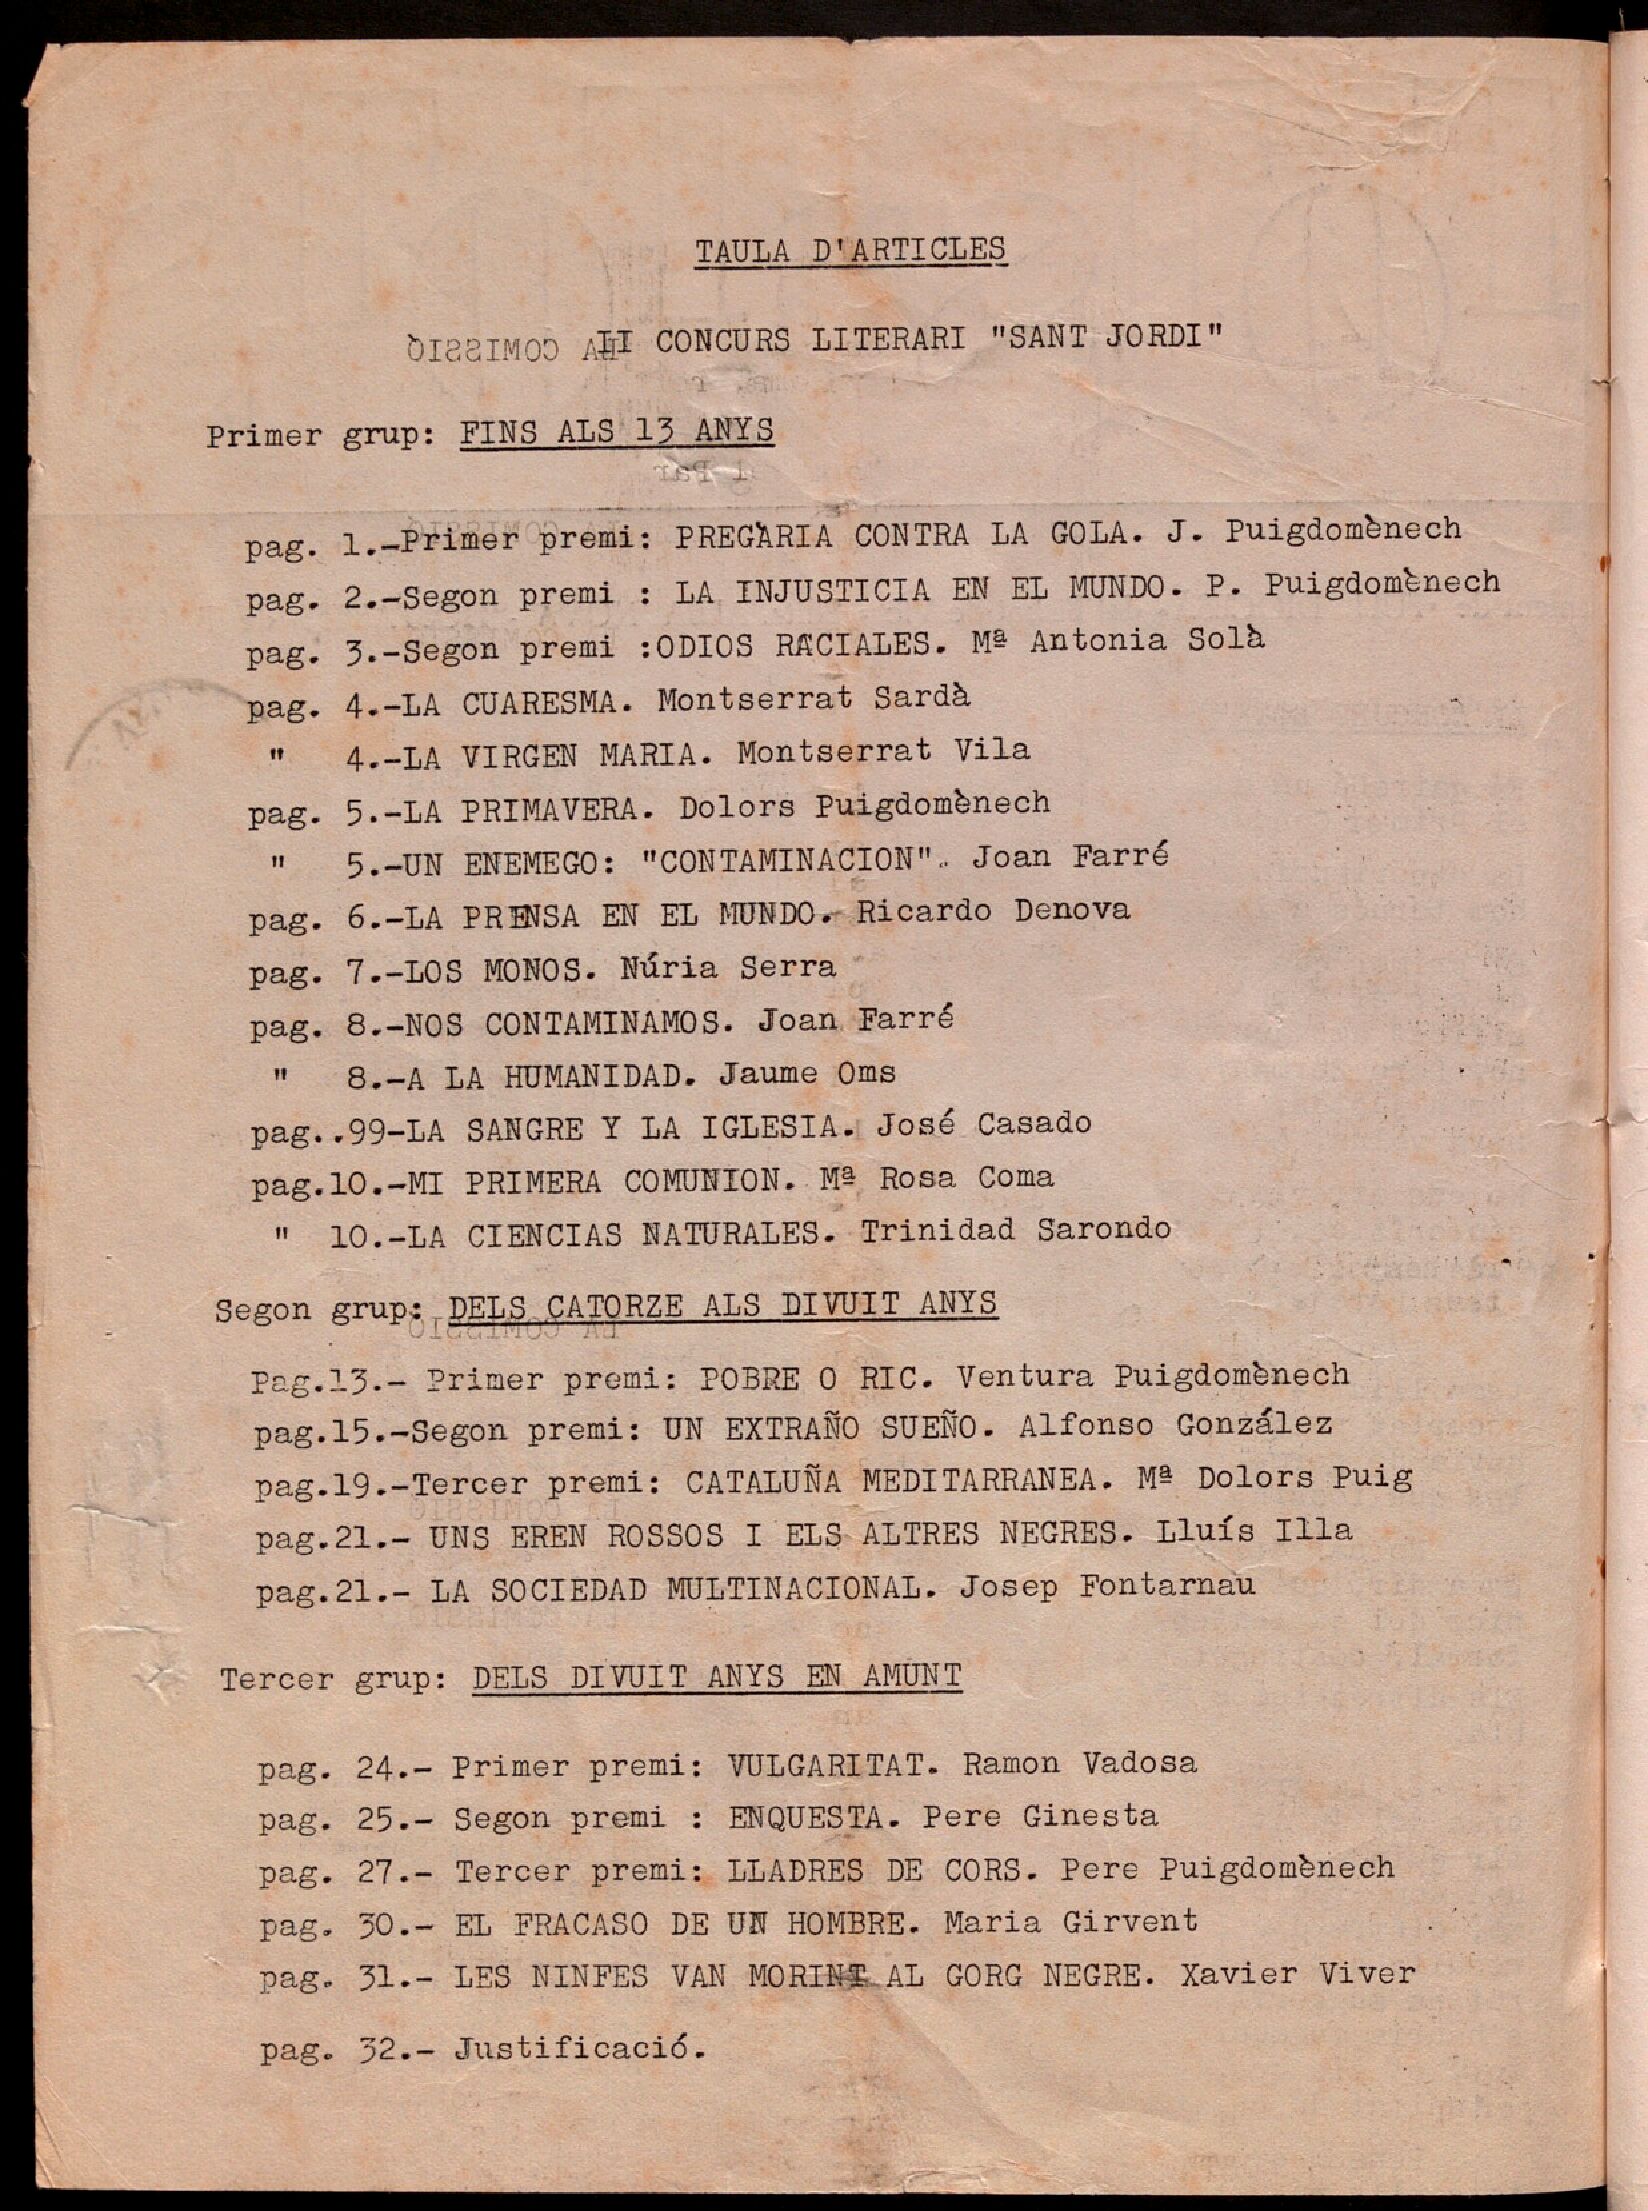 TAULA D'ARTICLES
II CONCURS LITERARI "SANT JORDI"
Primer grup: FINS ALS 13 ANYS
pag. 1.-Primer premi: PREGÀRIA CONTRA LA GOLA. J. Puigdomènech
pag. 2.-Segon premi : LA INJUSTICIA EN EL MUNDO. P. Puigdomènech
pag. 3.-Segon premi :ODIOS RACIALES. Mª Antonia Solà
pag. 4.-LA CUARESMA. Montserrat Sardà
" 4.-LA VIRGEN MARIA. Montserrat Vila
pag. 5.-LA PRIMAVERA. Dolors Puigdomènech
" 5.-UN ENEMEGO: "CONTAMINACION". Joan Farré
pag. 6.-LA PRENSA EN EL MUNDO. Ricardo Denova
pag. 7.-LOS MONOS. Núria Serra
pag. 8.-NOS CONTAMINAMOS. Joan Farré
" 8.-A LA HUMANIDAD. Jaume Oms
pag..99-LA SANGRE Y LA IGLESIA. José Casado
pag.10.-MI PRIMERA COMUNION. Mª Rosa Coma
" 10.-LA CIENCIAS NATURALES. Trinidad Sarondo
Segon grup: DELS CATORZE ALS DIVUIT ANYS
Pag.13.- Primer premi: POBRE O RIC. Ventura Puigdomènech
pag.15.-Segon premi: UN EXTRAÑO SUEÑO. Alfonso González
pag.19.-Tercer premi: CATALUÑA MEDITARRANEA. Mª Dolors Puig
pag.21.- UNS EREN ROSSOS I ELS ALTRES NEGRES. Lluís Illa
pag.21.- LA SOCIEDAD MULTINACIONAL. Josep Fontarnau
Tercer grup: DELS DIVUIT ANYS EN AMUNT
pag. 24.- Primer premi: VULGARITAT. Ramon Vadosa
pag. 25.- Segon premi : ENQUESTA. Pere Ginesta
pag. 27.- Tercer premi: LLADRES DE CORS. Pere Puigdomènech
pag. 30.- EL FRACASO DE UN HOMBRE. Maria Girvent
pag. 31.- LES NINFES VAN MORINT AL GORG NEGRE. Xavier Viver
pag. 32.- Justificació.